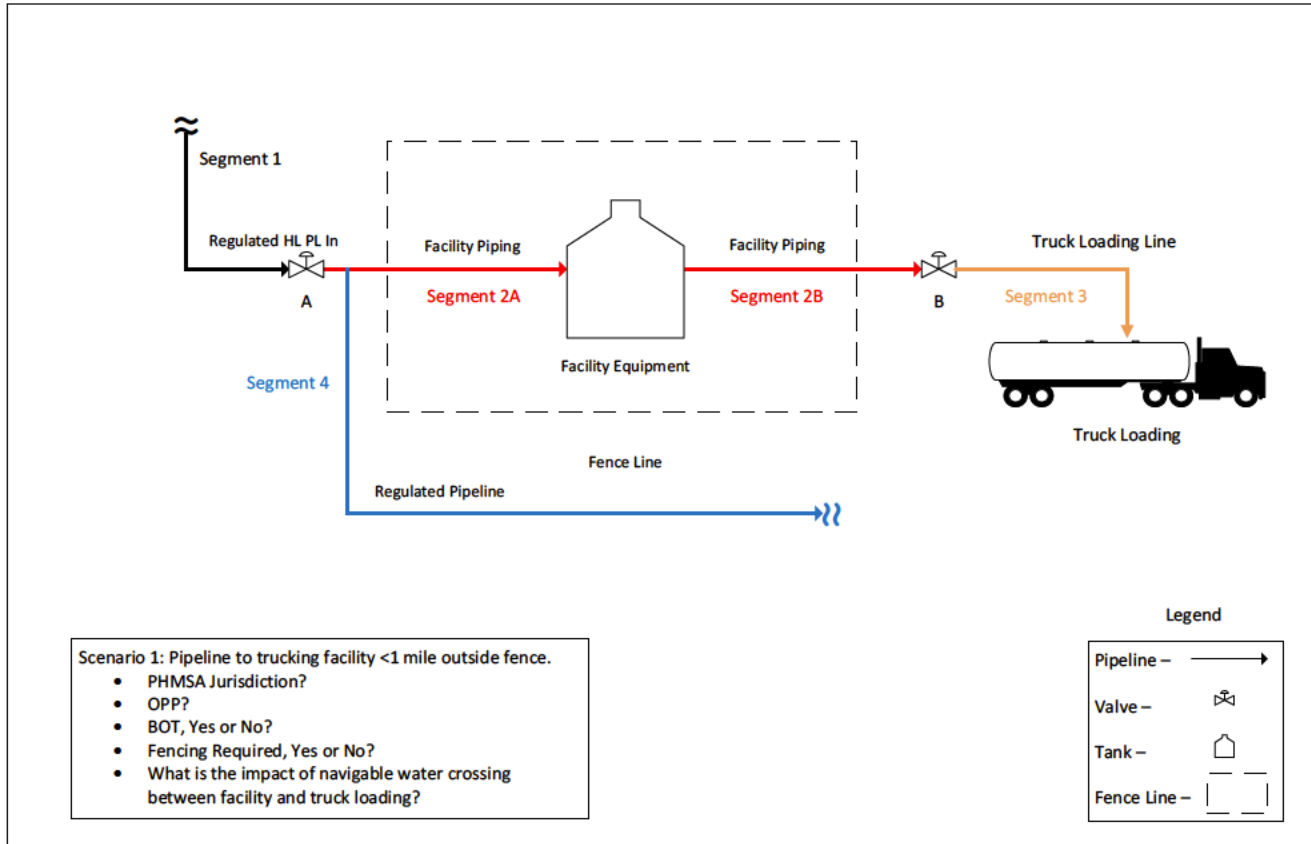 Segment 1
Regulated HL PL In
A
Facility Piping
Segment 2A
Facility Piping
Segment 2B
Facility Equipment
B
Truck Loading Line
Segment 3
Truck Loading
Segment 4
Fence Line
Regulated Pipeline
Scenario 1: Pipeline to trucking facility <1 mile outside fence.
• PHMSA Jurisdiction?
• OPP?
• BOT, Yes or No?
• Fencing Required, Yes or No?
• What is the impact of navigable water crossing
between facility and truck loading?
Legend
Pipeline –
Valve –
Tank –
Fence Line –